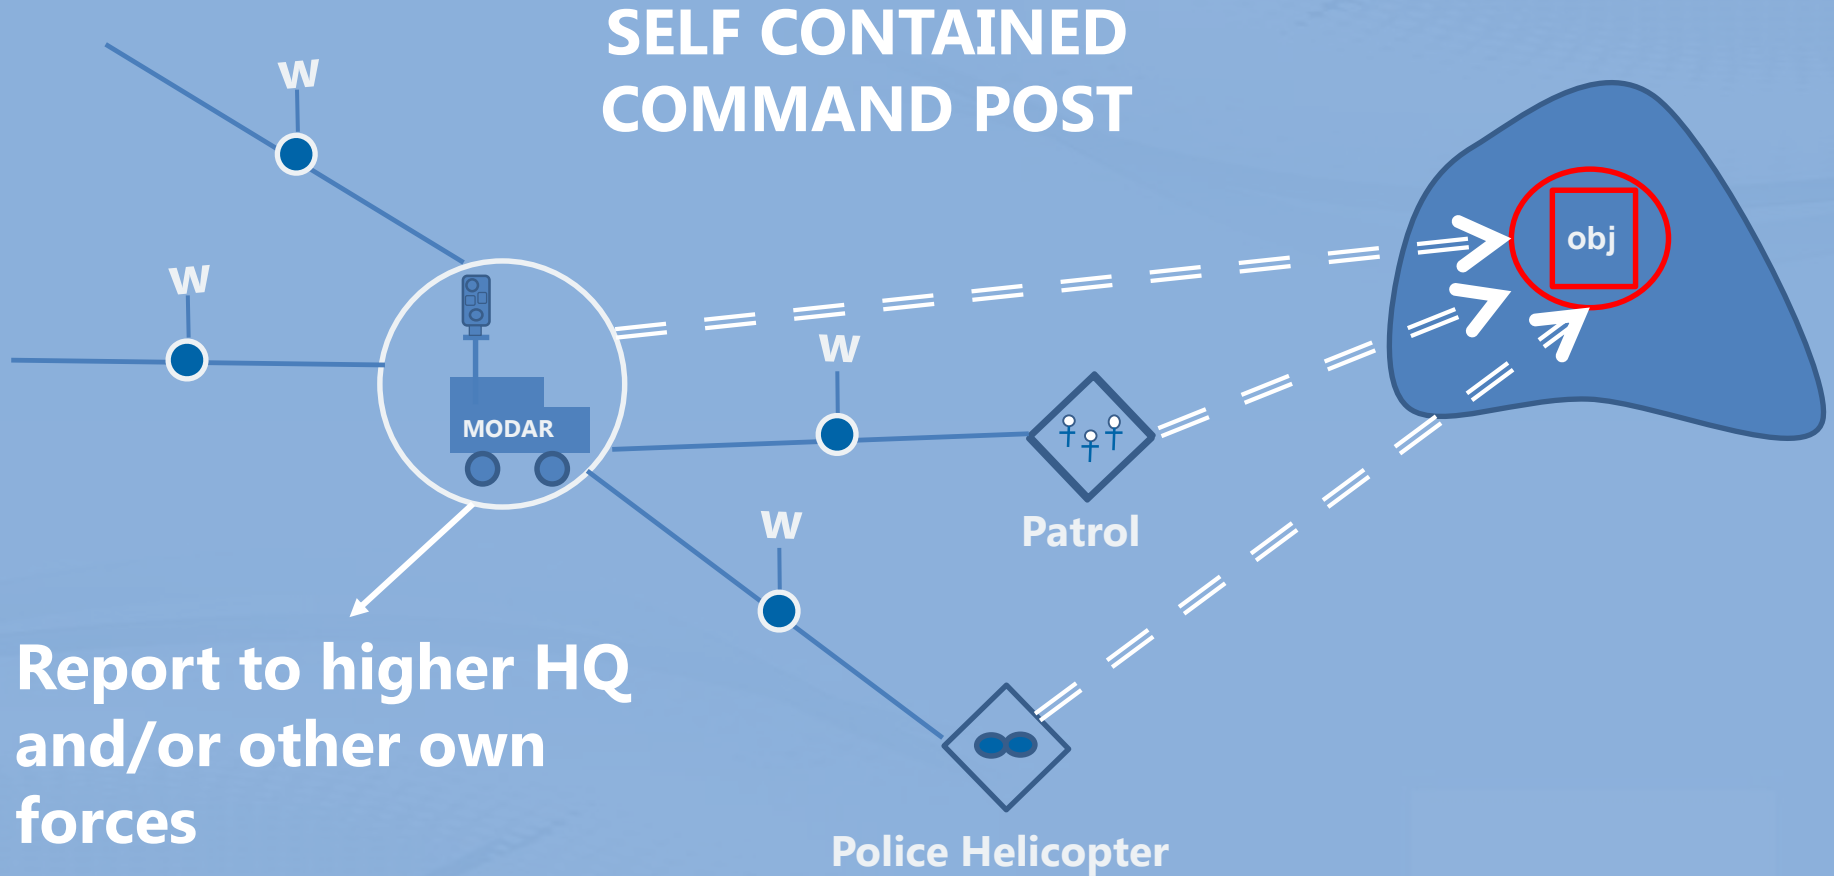 SELF CONTAINED
COMMAND POST
w
w
obj
w
MODAR
w
Patrol
Report to higher HQ
and/or other own
forces
Police Helicopter